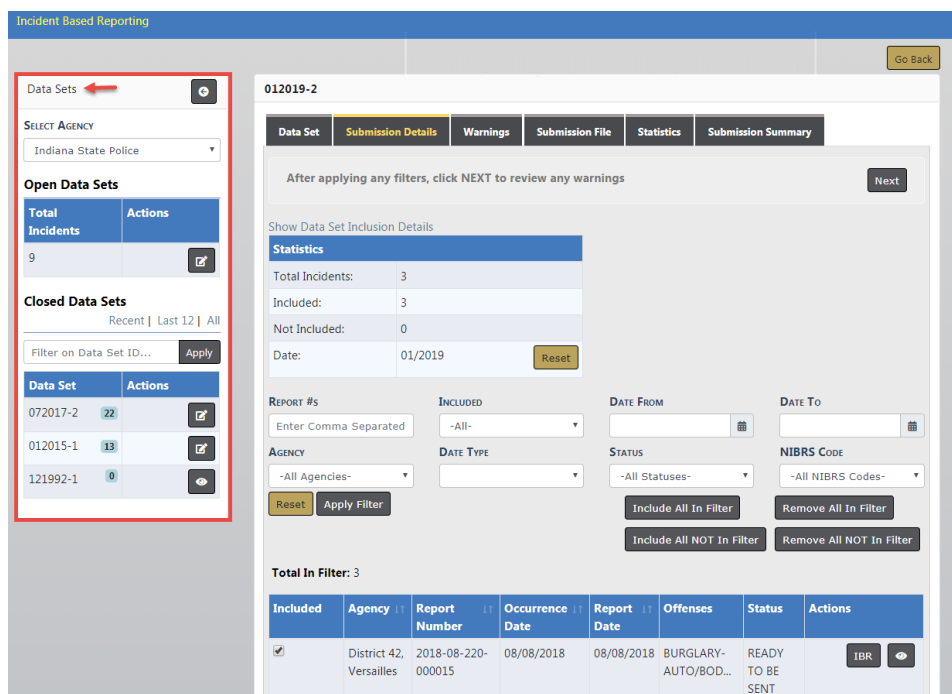 Incident Based Reporting
Go Back
Data Sets
SELECT AGENCY
Indiana State Police
Open Data Sets
Total Incidents Actions
9
Closed Data Sets
Recent | Last 12 | All
Filter on Data Set ID... Apply
Data Set Actions
072017-2 22
012015-1 13
121992-1 0
012019-2
Data Set Submission Details Warnings Submission File Statistics Submission Summary
After applying any filters, click NEXT to review any warnings Next
Show Data Set Inclusion Details
Statistics
Total Incidents: 3
Included: 3
Not Included: 0
Date: 01/2019 Reset
REPORT #S INCLUDED DATE FROM DATE TO
Enter Comma Separated -All-
AGENCY DATE TYPE STATUS NIBRS CODE
-All Agencies- -All Statuses- -All NIBRS Codes-
Reset Apply Filter Include All In Filter Remove All In Filter
Include All NOT In Filter Remove All NOT In Filter
Total In Filter: 3
Included Agency Report Number Occurrence Date Report Date Offenses Status Actions
District 42, 2018-08-220- 08/08/2018 08/08/2018 BURGLARY- READY IBR
Versailles 000015 AUTO/BOD... TO BE
SENT